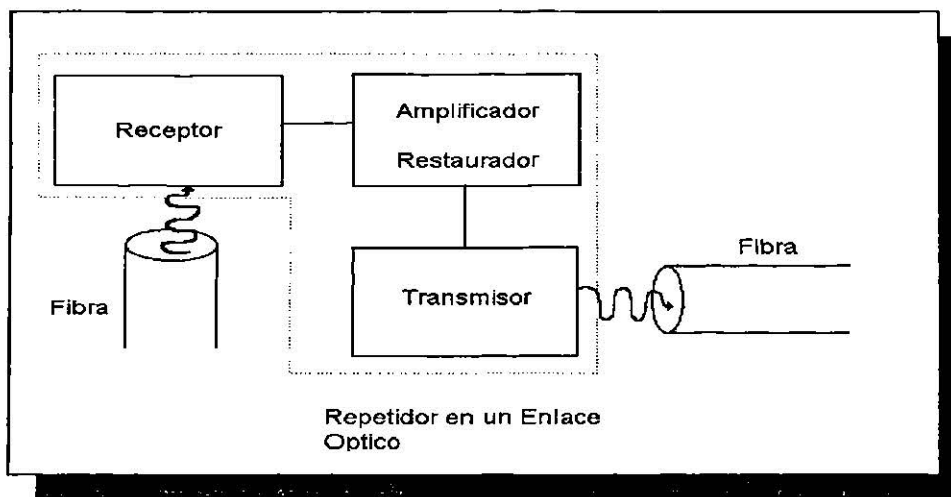 Receptor
Amplificador
Restaurador
Fibra
Transmisor
Fibra
Repetidor en un Enlace
Optico